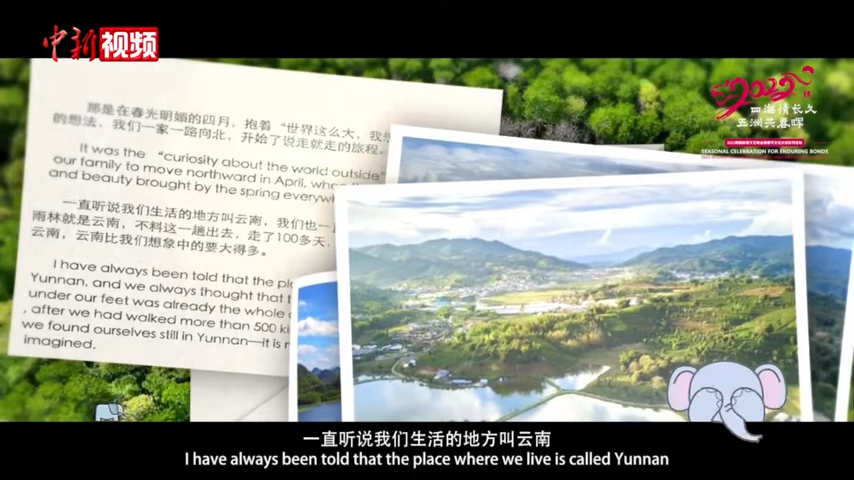 中新视频
2022
四海情长久
五洲共春晖
SEASONAL CELEBRATION FOR ENDURING BONDS
那是在春光明媚的四月，抱着“世界这么大，我想
的想法、我们一家一路向北，开始了说走就走的旅程。
It was the “curiosity about the world outside”
our family to move northward in April, when
and beauty brought by the spring everywh
一直听说我们生活的地方叫云南，我们也一直
雨林就是云南，不料这一趟出去，走了100多天，
云南，云南比我们想象中的要大得多。
I have always been told that the pla
Yunnan, and we always thought that t
under our feet was already the whole
, after we had walked more than 500 ki
we found ourselves still in Yunnan—it is m
imagined.
一直听说我们生活的地方叫云南
I have always been told that the place where we live is called Yunnan